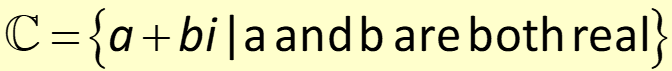 ℂ = {a + bi | a and b are both real}